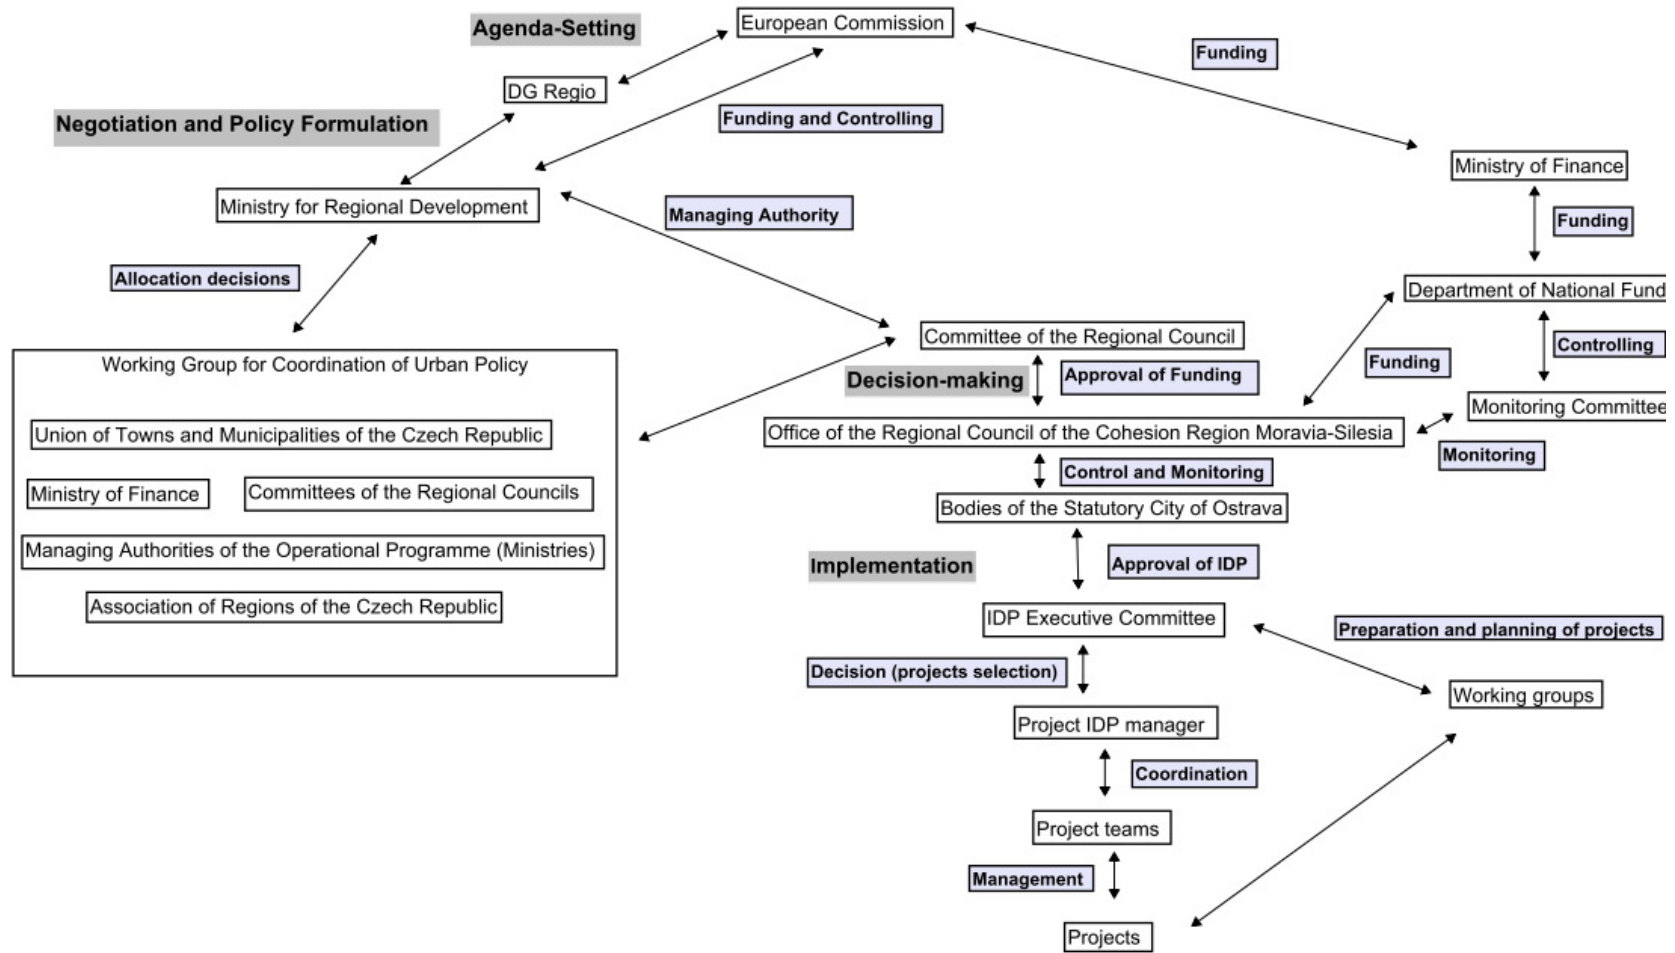 European Commission
Agenda-Setting
Funding
DG Regio
Funding and Controlling
Negotiation and Policy Formulation
Ministry of Finance
Ministry for Regional Development
Managing Authority
Funding
Allocation decisions
Department of National Fund
Committee of the Regional Council
Controlling
Working Group for Coordination of Urban Policy
Funding
Decision-making
Approval of Funding
Monitoring Committee
Union of Towns and Municipalities of the Czech Republic
Office of the Regional Council of the Cohesion Region Moravia-Silesia
Monitoring
Control and Monitoring
Ministry of Finance
Committees of the Regional Councils
Bodies of the Statutory City of Ostrava
Managing Authorities of the Operational Programme (Ministries)
Implementation
Approval of IDP
Association of Regions of the Czech Republic
IDP Executive Committee
Preparation and planning of projects
Decision (projects selection)
Working groups
Project IDP manager
Coordination
Project teams
Management
Projects